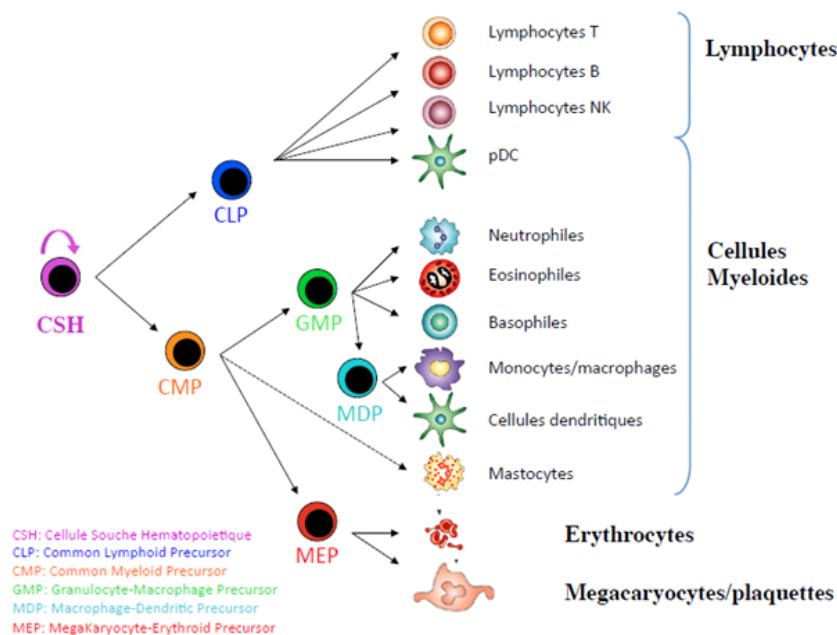 Lymphocytes T
Lymphocytes
Lymphocytes B
Lymphocytes NK
pDC
CLP
Neutrophiles
Cellules
Myeloides
Eosinophiles
CSH
GMP
Basophiles
CMP
Monocytes/macrophages
MDP
Cellules dendritiques
Mastocytes
MEP
Erythrocytes
Megacaryocytes/plaquettes
CSH: Cellule Souche Hematopoietique
CLP: Common Lymphoid Precursor
CMP: Common Myeloid Precursor
GMP: Granulocyte-Macrophage Precursor
MDP: Macrophage-Dendritic Precursor
MEP: MegaKaryocyte-Erythroid Precursor